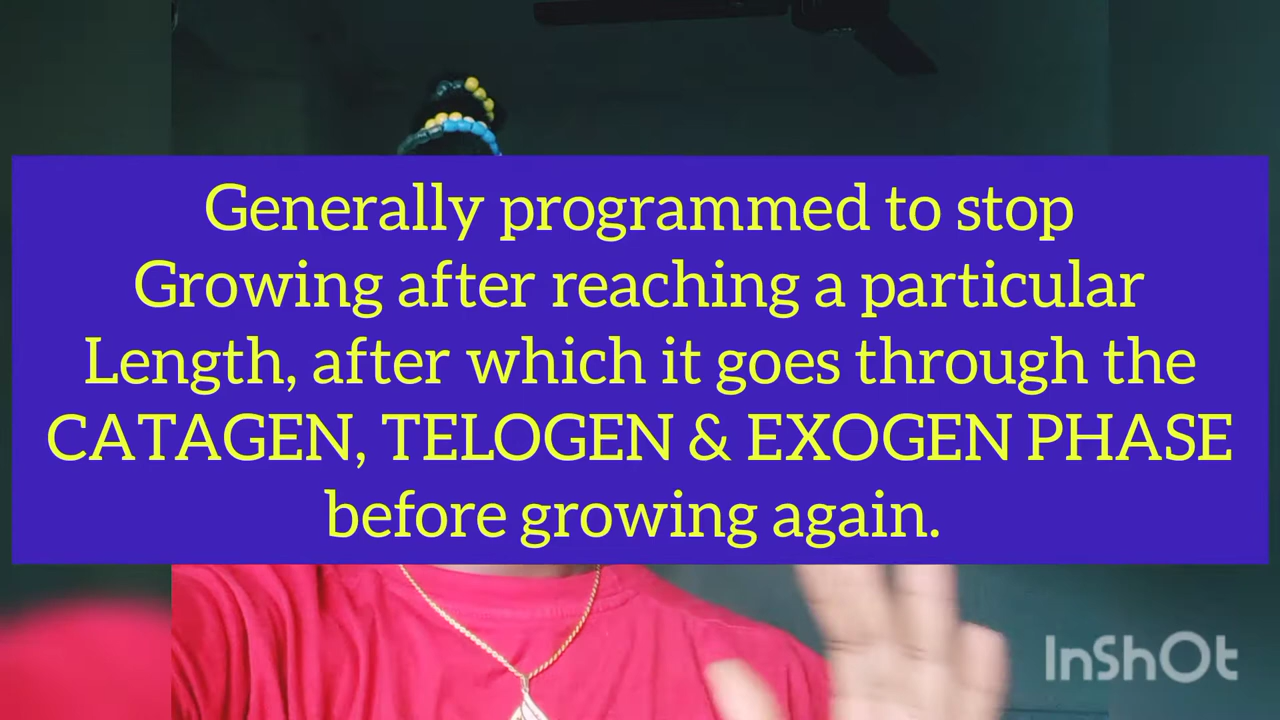 Generally programmed to stop
Growing after reaching a particular
Length, after which it goes through the
CATAGEN, TELOGEN & EXOGEN PHASE
before growing again.
InShOt